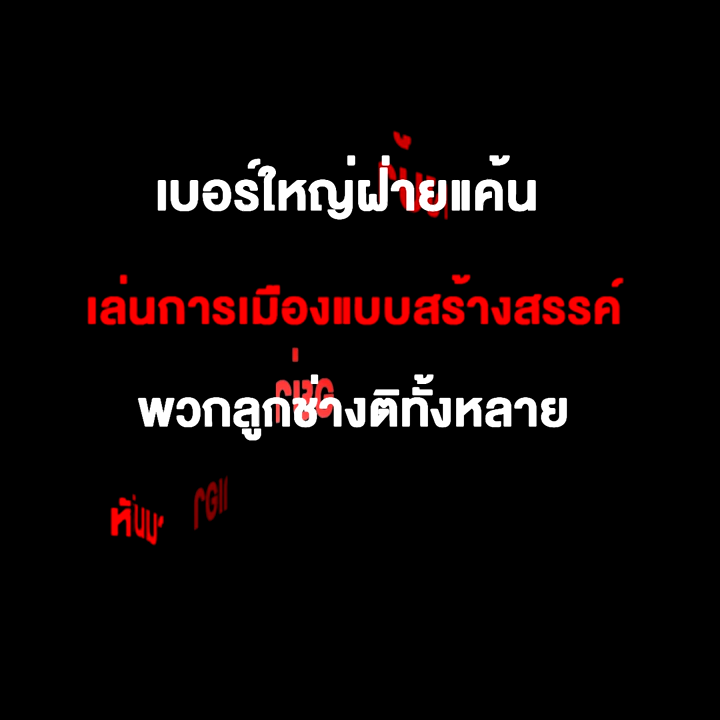 เบอร์ใหญ่ฝ่ายแค้น
เล่นการเมืองแบบสร้างสรรค์
พวกลูกช่างติทั้งหลาย